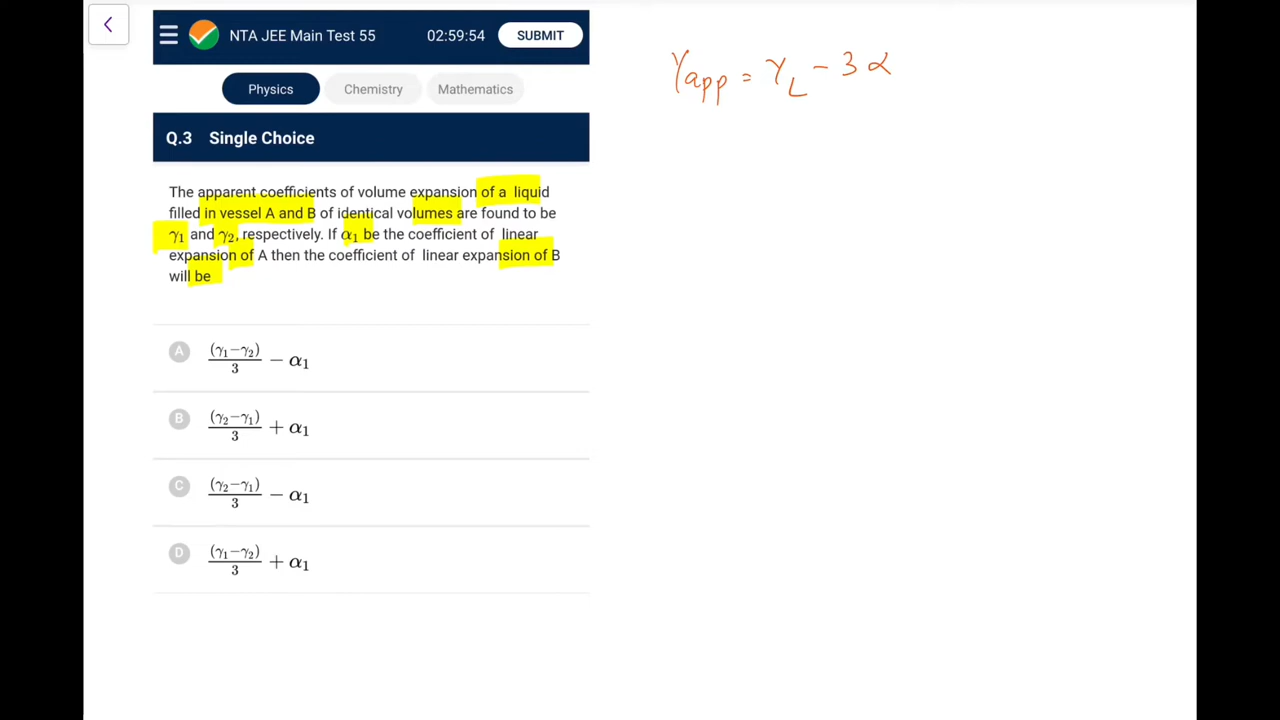 NTA JEE Main Test 55 02:59:54 SUBMIT
Physics Chemistry Mathematics
Q.3 Single Choice
The apparent coefficients of volume expansion of a liquid
filled in vessel A and B of identical volumes are found to be
γ₁ and γ₂, respectively. If α₁ be the coefficient of linear
expansion of A then the coefficient of linear expansion of B
will be
A (γ₁−γ₂)/3 − α₁
B (γ₂−γ₁)/3 + α₁
C (γ₂−γ₁)/3 − α₁
D (γ₁−γ₂)/3 + α₁
γapp = γL − 3α